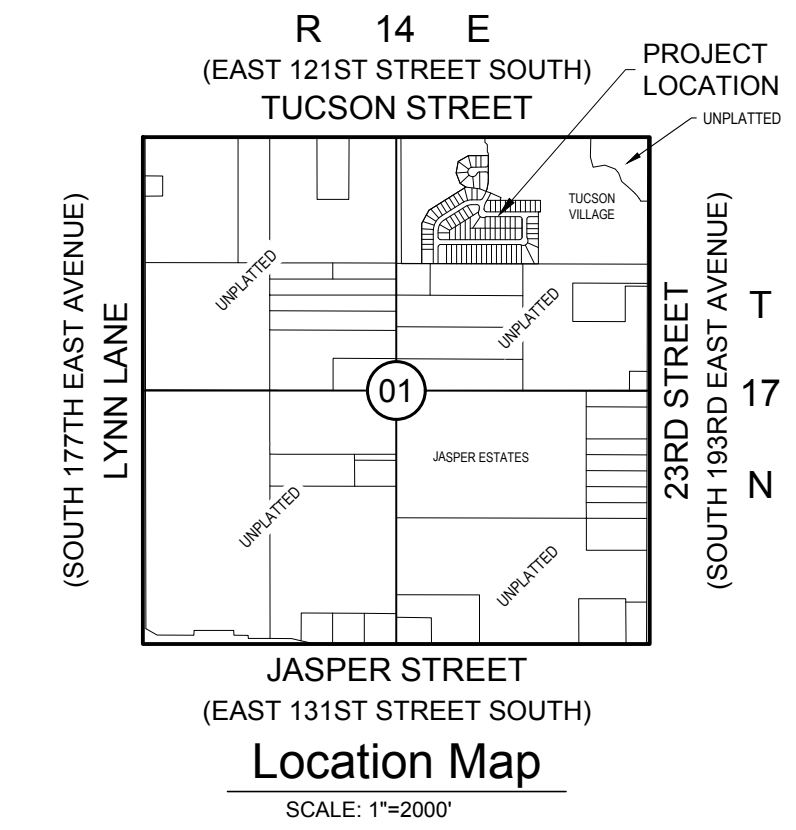 R 14 E
(EAST 121ST STREET SOUTH)
TUCSON STREET
PROJECT
LOCATION
UNPLATTED
TUCSON
VILLAGE
UNPLATTED
UNPLATTED
(SOUTH 177TH EAST AVENUE)
LYNN LANE
23RD STREET
(SOUTH 193RD EAST AVENUE)
T
17
N
01
JASPER ESTATES
UNPLATTED
UNPLATTED
JASPER STREET
(EAST 131ST STREET SOUTH)
Location Map
SCALE: 1"=2000'